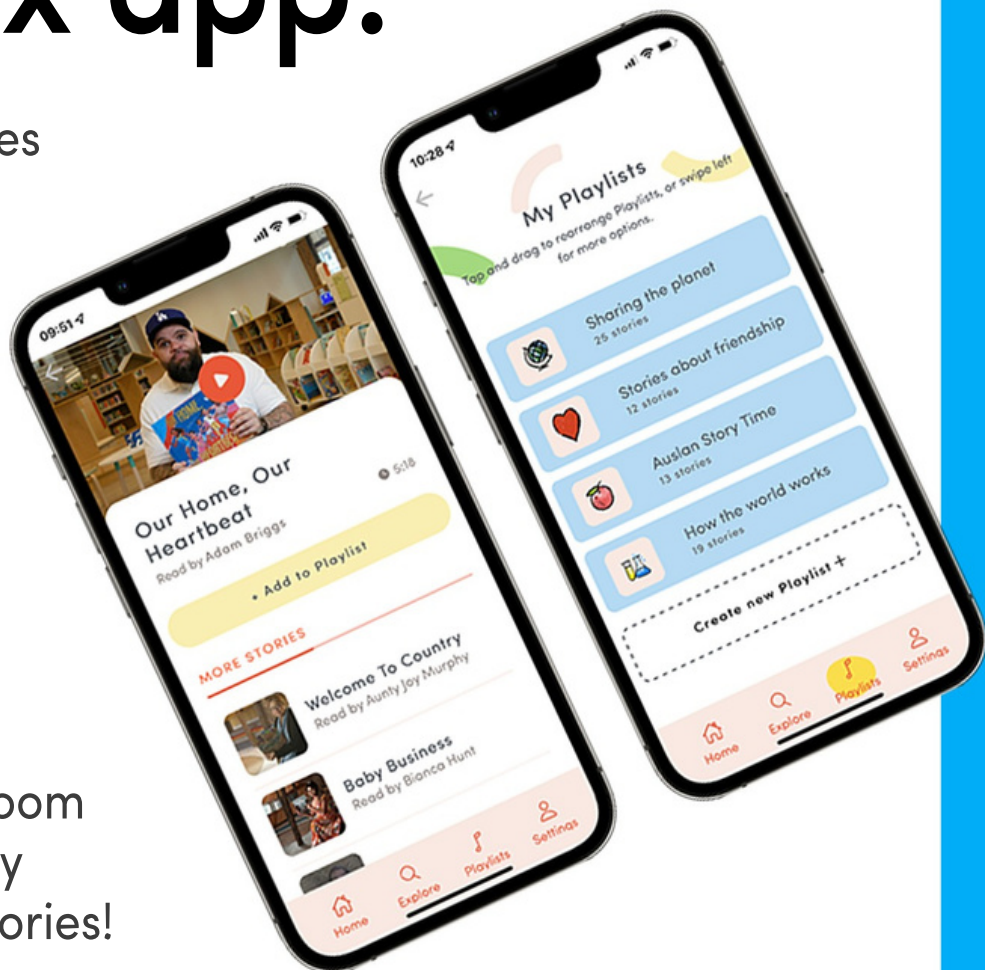 x app.
es
oom
y
ories!
09:51
HOME
Our Home, Our
Heartbeat
5:18
Read by Adam Briggs
+ Add to Playlist
MORE STORIES
Welcome To Country
Read by Aunty Joy Murphy
Baby Business
Read by Bianca Hunt
Home
Explore
Playlists
Settings
10:28
My Playlists
Tap and drag to rearrange Playlists, or swipe left
for more options.
Sharing the planet
25 stories
Stories about friendship
12 stories
Auslan Story Time
13 stories
How the world works
19 stories
Create new Playlist +
Home
Explore
Playlists
Settings